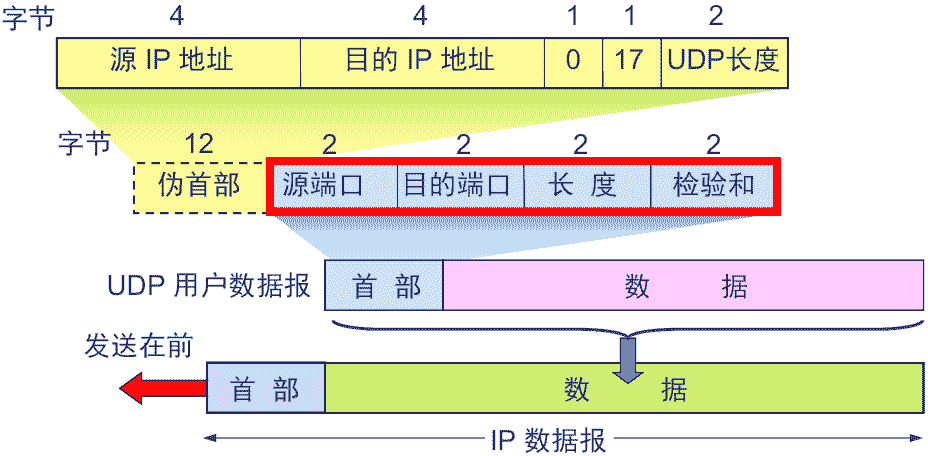 字节 4 4 1 1 2
源 IP 地址 目的 IP 地址 0 17 UDP长度
字节 12 2 2 2 2
伪首部 源端口 目的端口 长 度 检验和
UDP 用户数据报 首 部 数 据
发送在前
首 部 数 据
IP 数据报